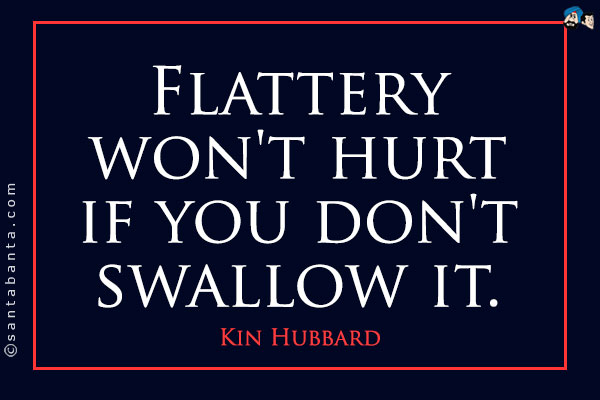 Flattery
won't hurt
if you don't
swallow it.
Kin Hubbard
©santabanta.com